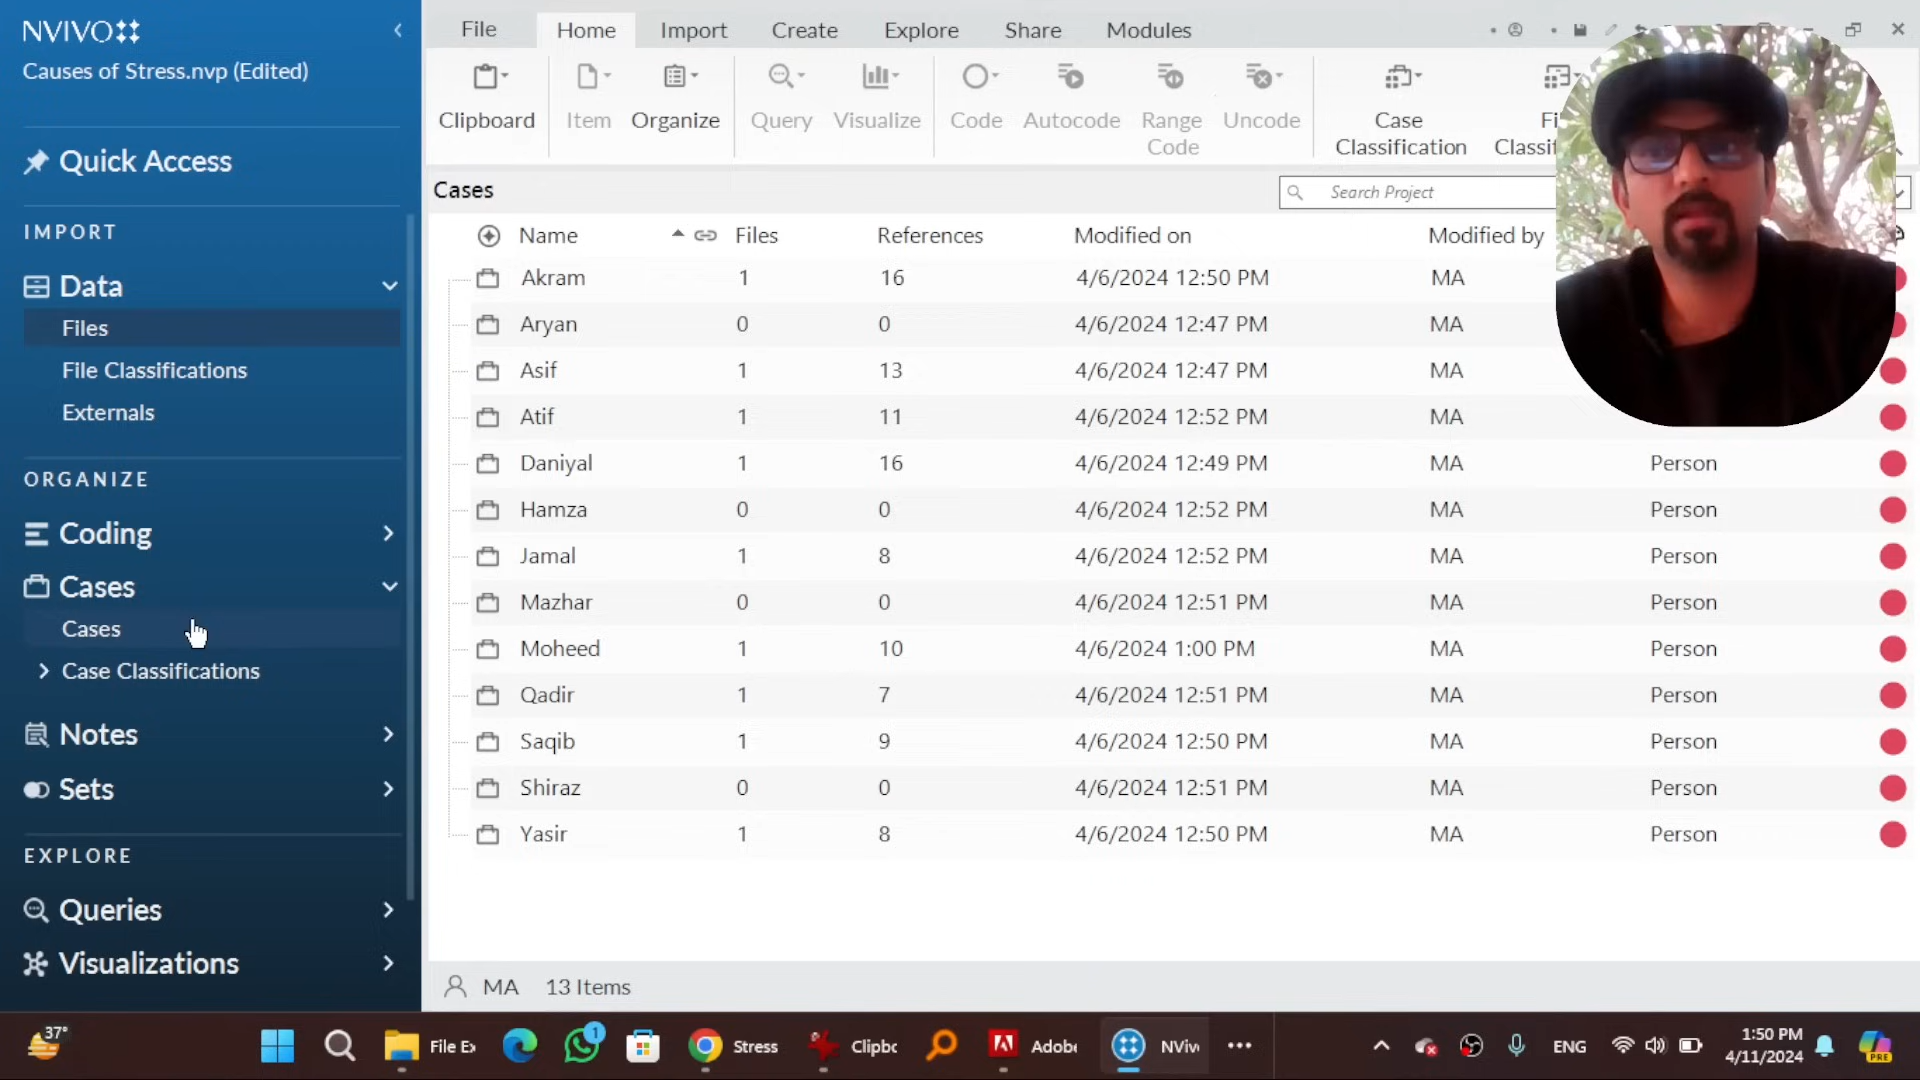 NVIVO
Causes of Stress.nvp (Edited)
Quick Access
IMPORT
Data
Files
File Classifications
Externals
ORGANIZE
Coding
Cases
Cases
Case Classifications
Notes
Sets
EXPLORE
Queries
Visualizations
File Home Import Create Explore Share Modules
Clipboard Item Organize Query Visualize Code Autocode Range Code Uncode Case Classification
Cases Search Project
Name Files References Modified on Modified by
Akram 1 16 4/6/2024 12:50 PM MA
Aryan 0 0 4/6/2024 12:47 PM MA
Asif 1 13 4/6/2024 12:47 PM MA
Atif 1 11 4/6/2024 12:52 PM MA
Daniyal 1 16 4/6/2024 12:49 PM MA Person
Hamza 0 0 4/6/2024 12:52 PM MA Person
Jamal 1 8 4/6/2024 12:52 PM MA Person
Mazhar 0 0 4/6/2024 12:51 PM MA Person
Moheed 1 10 4/6/2024 1:00 PM MA Person
Qadir 1 7 4/6/2024 12:51 PM MA Person
Saqib 1 9 4/6/2024 12:50 PM MA Person
Shiraz 0 0 4/6/2024 12:51 PM MA Person
Yasir 1 8 4/6/2024 12:50 PM MA Person
MA 13 Items
37° File Ex 1 Stress Clipbo Adobe NVivo ENG 1:50 PM
4/11/2024
PRE